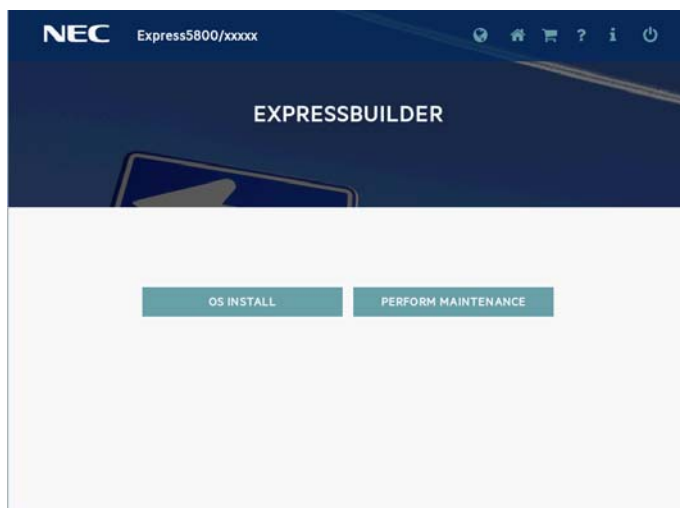 NEC Express5800/xxxxx ? i
EXPRESSBUILDER
OS INSTALL PERFORM MAINTENANCE